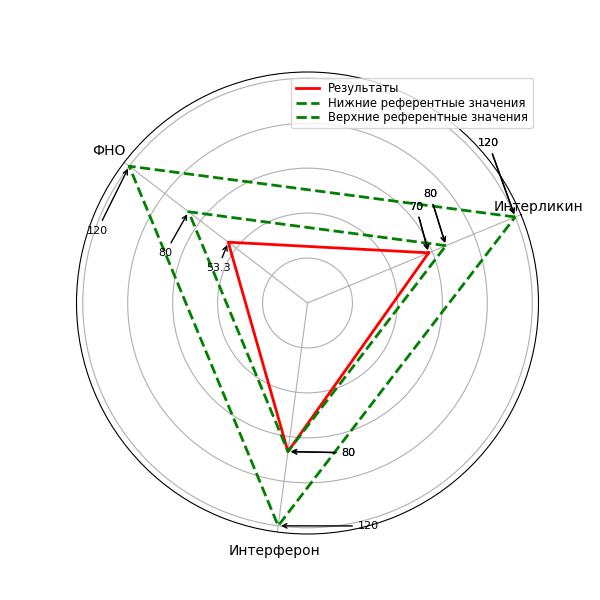 Результаты
Нижние референтные значения
Верхние референтные значения
120
ФНО
80
70
Интерликин
120
80
53.3
80
120
Интерферон